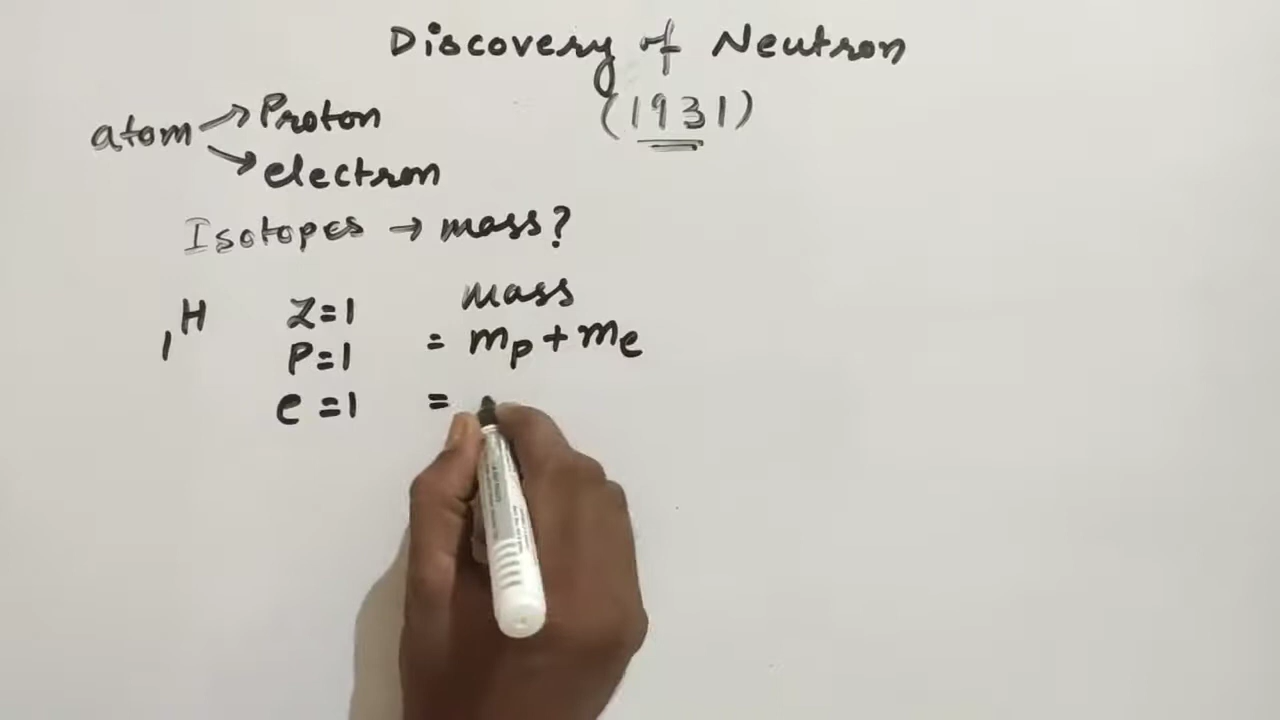 Discovery of Neutron
(1931)
atom → Proton
→ electron
Isotopes → mass?
₁H Z=1 mass
P=1 = mp + me
e=1 =